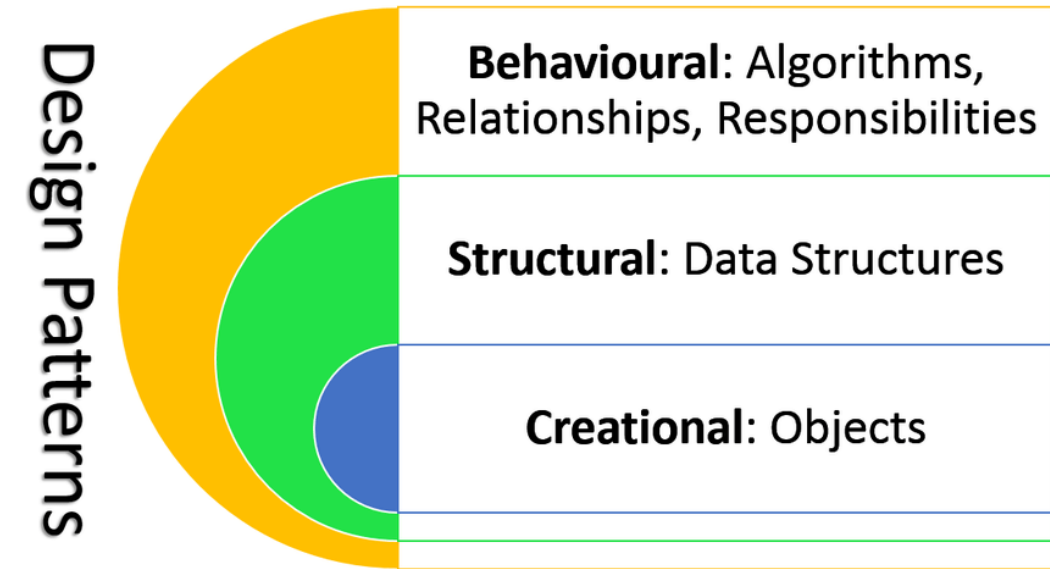 Design Patterns
Behavioural: Algorithms,
Relationships, Responsibilities
Structural: Data Structures
Creational: Objects